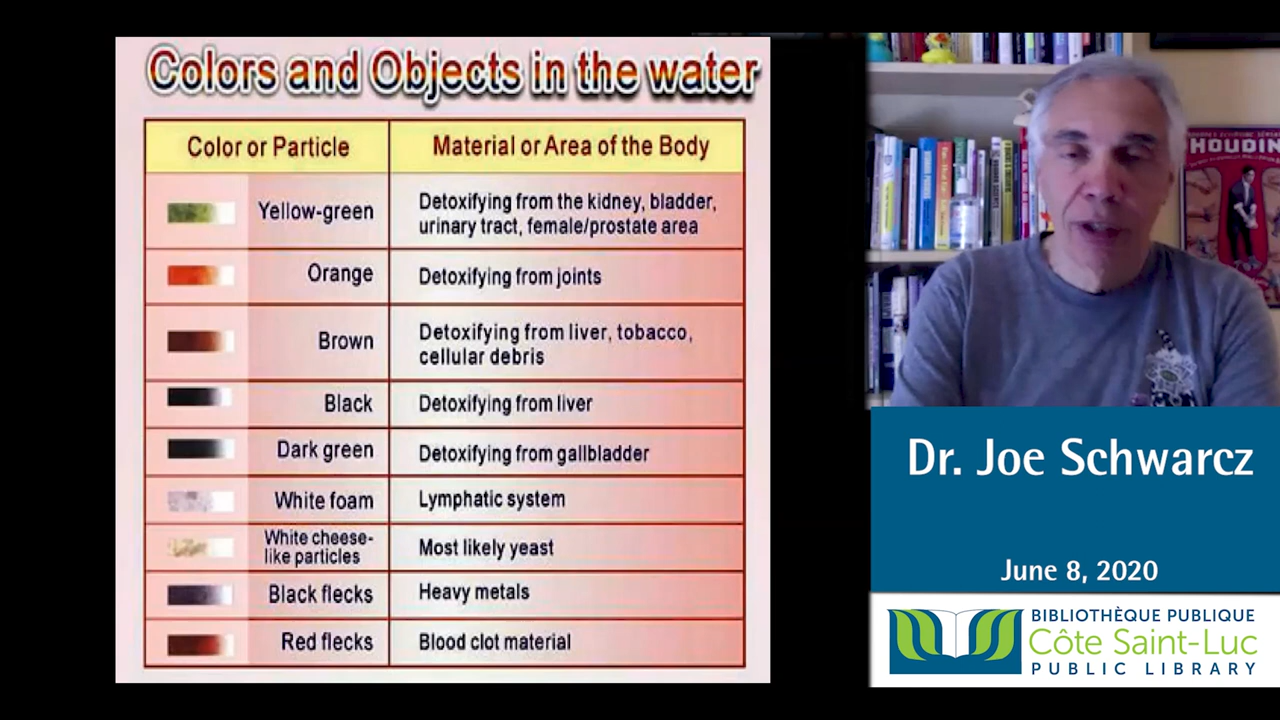 Colors and Objects in the water
Color or Particle
Material or Area of the Body
Yellow-green
Detoxifying from the kidney, bladder,
urinary tract, female/prostate area
Orange
Detoxifying from joints
Brown
Detoxifying from liver, tobacco,
cellular debris
Black
Detoxifying from liver
Dark green
Detoxifying from gallbladder
White foam
Lymphatic system
White cheese-
like particles
Most likely yeast
Black flecks
Heavy metals
Red flecks
Blood clot material
HOUDIN
Dr. Joe Schwarcz
June 8, 2020
BIBLIOTHÈQUE PUBLIQUE
Côte Saint-Luc
PUBLIC LIBRARY